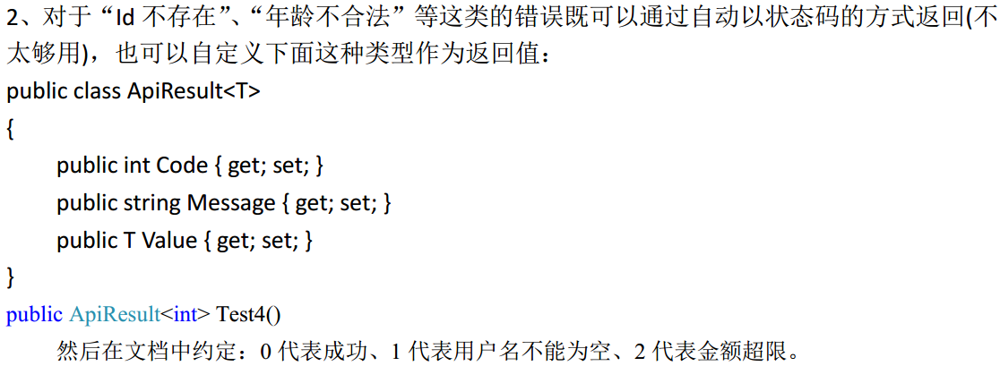 2、对于“Id 不存在”、“年龄不合法”等这类的错误既可以通过自动以状态码的方式返回(不
太够用)，也可以自定义下面这种类型作为返回值：
public class ApiResult<T>
{
public int Code { get; set; }
public string Message { get; set; }
public T Value { get; set; }
}
public ApiResult<int> Test4()
然后在文档中约定：0 代表成功、1 代表用户名不能为空、2 代表金额超限。